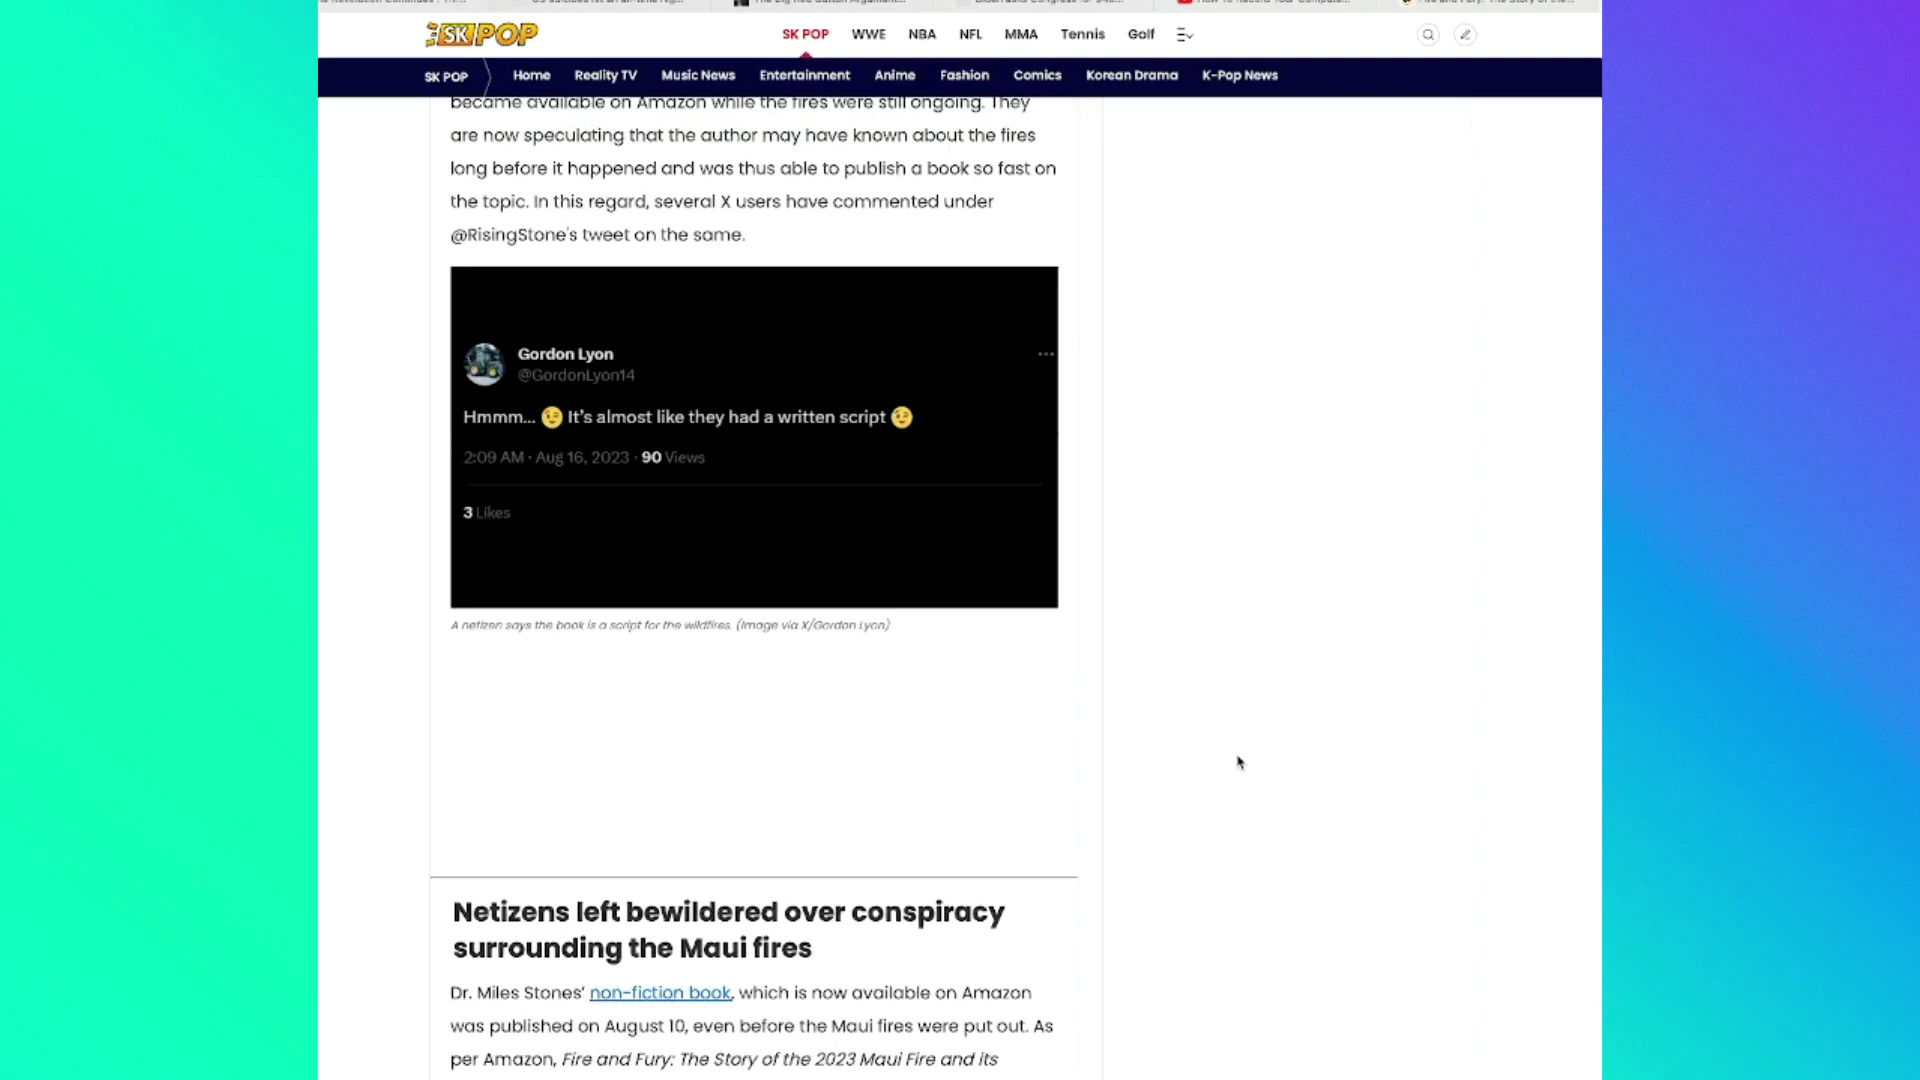 SK POP
SK POP WWE NBA NFL MMA Tennis Golf
SK POP Home Reality TV Music News Entertainment Anime Fashion Comics Korean Drama K-Pop News
became available on Amazon while the fires were still ongoing. They
are now speculating that the author may have known about the fires
long before it happened and was thus able to publish a book so fast on
the topic. In this regard, several X users have commented under
@RisingStone's tweet on the same.
Gordon Lyon
@GordonLyon14
Hmmm... 😉 It's almost like they had a written script 😉
2:09 AM · Aug 16, 2023 · 90 Views
3 Likes
A netizen says the book is a script for the wildfires. (Image via X/Gordon Lyon)
Netizens left bewildered over conspiracy
surrounding the Maui fires
Dr. Miles Stones' non-fiction book, which is now available on Amazon
was published on August 10, even before the Maui fires were put out. As
per Amazon, Fire and Fury: The Story of the 2023 Maui Fire and its